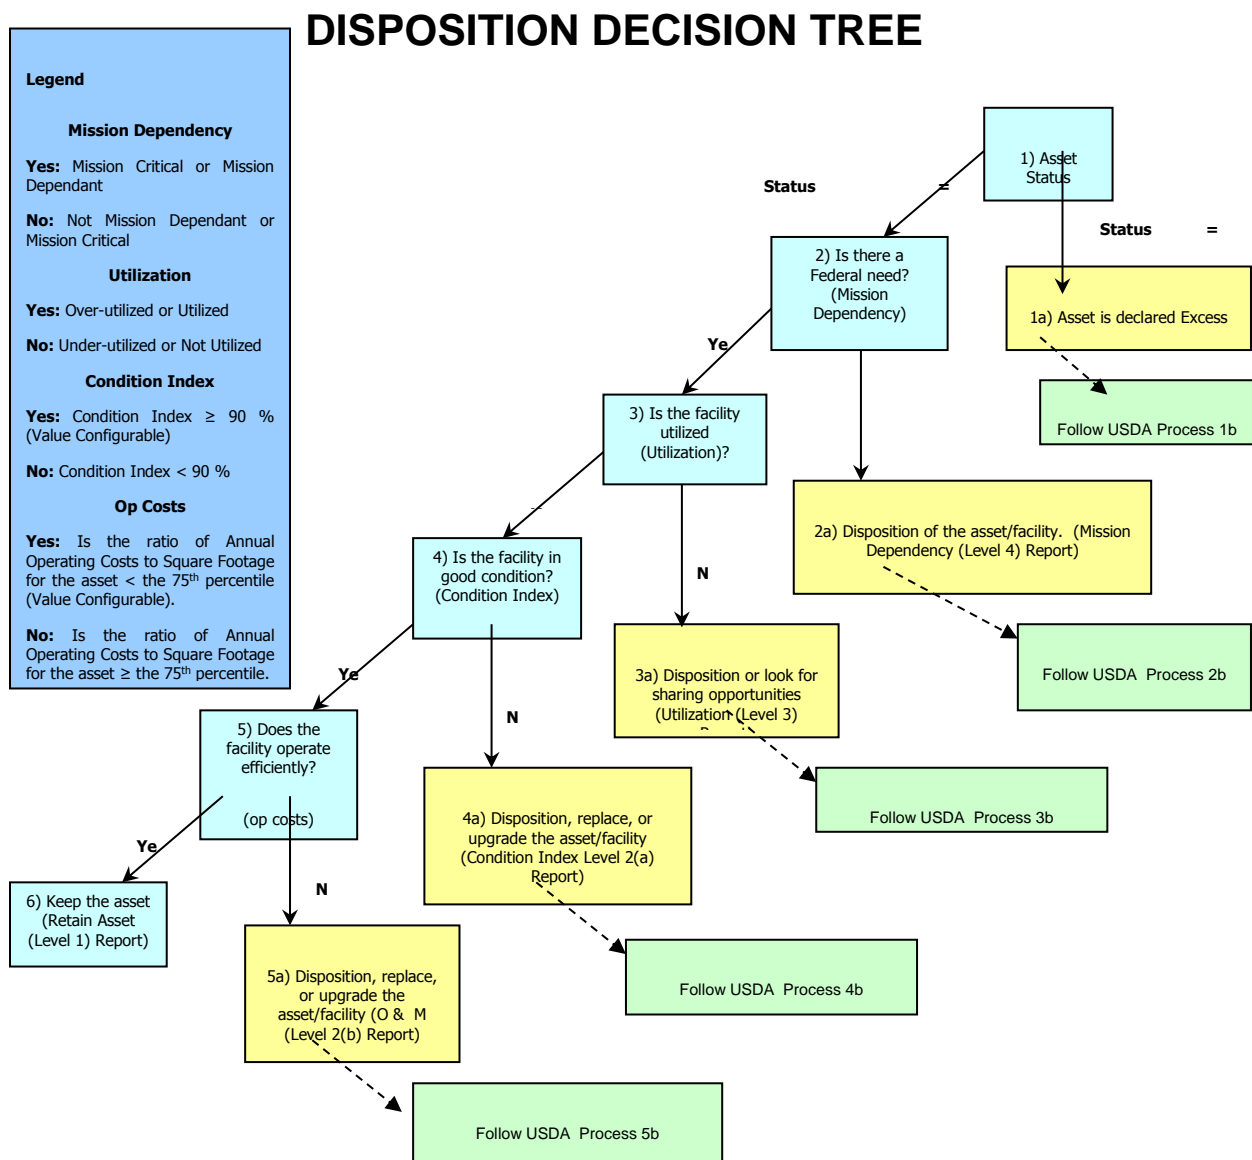 DISPOSITION DECISION TREE
Legend
Mission Dependency
Yes: Mission Critical or Mission
Dependant
No: Not Mission Dependant or
Mission Critical
Utilization
Yes: Over-utilized or Utilized
No: Under-utilized or Not Utilized
Condition Index
Yes: Condition Index ≥ 90 %
(Value Configurable)
No: Condition Index < 90 %
Op Costs
Yes: Is the ratio of Annual
Operating Costs to Square Footage
for the asset < the 75th percentile
(Value Configurable).
No: Is the ratio of Annual
Operating Costs to Square Footage
for the asset ≥ the 75th percentile.
1) Asset
Status
Status =
Status =
1a) Asset is declared Excess
Follow USDA Process 1b
2) Is there a
Federal need?
(Mission
Dependency)
Ye
2a) Disposition of the asset/facility. (Mission
Dependency (Level 4) Report)
Follow USDA Process 2b
3) Is the facility
utilized
(Utilization)?
N
3a) Disposition or look for
sharing opportunities
(Utilization (Level 3)
Follow USDA Process 3b
4) Is the facility in
good condition?
(Condition Index)
Ye
N
4a) Disposition, replace, or
upgrade the asset/facility
(Condition Index Level 2(a)
Report)
Follow USDA Process 4b
5) Does the
facility operate
efficiently?
(op costs)
Ye
N
5a) Disposition, replace,
or upgrade the
asset/facility (O & M
(Level 2(b) Report)
Follow USDA Process 5b
6) Keep the asset
(Retain Asset
(Level 1) Report)